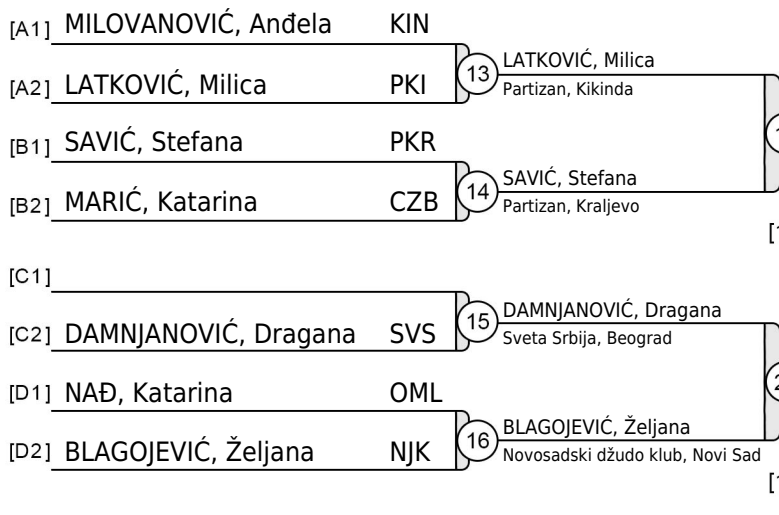 [A1] MILOVANOVIĆ, Anđela KIN
[A2] LATKOVIĆ, Milica PKI
13 LATKOVIĆ, Milica
Partizan, Kikinda
[B1] SAVIĆ, Stefana PKR
[B2] MARIĆ, Katarina CZB
14 SAVIĆ, Stefana
Partizan, Kraljevo
[C1]
[C2] DAMNJANOVIĆ, Dragana SVS
15 DAMNJANOVIĆ, Dragana
Sveta Srbija, Beograd
[D1] NAĐ, Katarina OML
[D2] BLAGOJEVIĆ, Željana NJK
16 BLAGOJEVIĆ, Željana
Novosadski džudo klub, Novi Sad